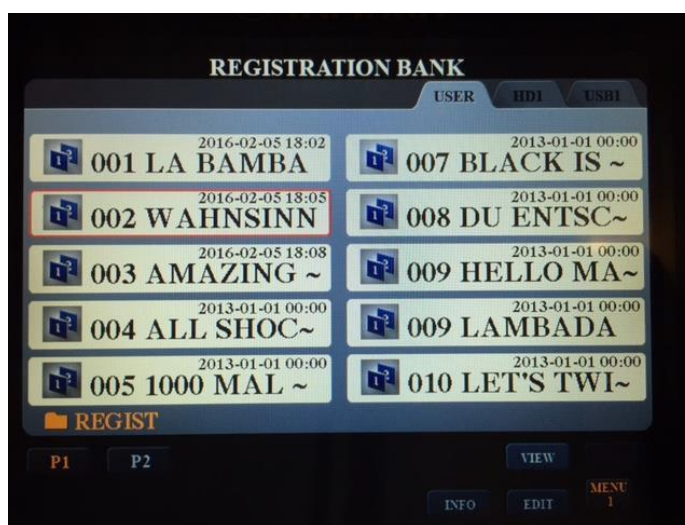 REGISTRATION BANK
USER HD1 USB1
2016-02-05 18:02
001 LA BAMBA
2016-02-05 18:05
002 WAHNSINN
2016-02-05 18:08
003 AMAZING ~
2013-01-01 00:00
004 ALL SHOC~
2013-01-01 00:00
005 1000 MAL ~
2013-01-01 00:00
007 BLACK IS ~
2013-01-01 00:00
008 DU ENTSC~
2013-01-01 00:00
009 HELLO MA~
2013-01-01 00:00
009 LAMBADA
2013-01-01 00:00
010 LET'S TWI~
REGIST
P1 P2
VIEW
INFO EDIT MENU
1